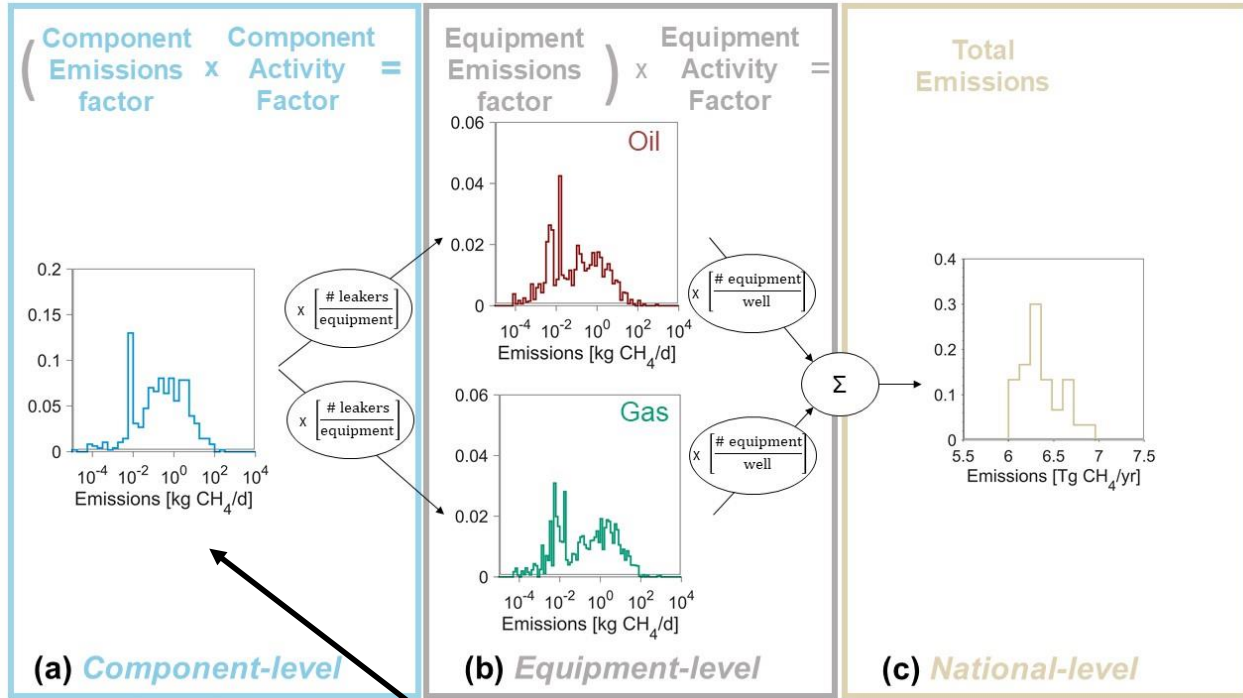 ( Component Emissions factor x Component Activity Factor =
Equipment Emissions factor ) x Equipment Activity Factor =
Total Emissions
0.2
0.15
0.1
0.05
0
10^-4 10^-2 10^0 10^2 10^4
Emissions [kg CH4/d]
x [# leakers / equipment]
x [# leakers / equipment]
(a) Component-level
Oil
0.06
0.04
0.02
0
10^-4 10^-2 10^0 10^2 10^4
Emissions [kg CH4/d]
Gas
0.06
0.04
0.02
0
10^-4 10^-2 10^0 10^2 10^4
Emissions [kg CH4/d]
x [# equipment / well]
x [# equipment / well]
Σ
(b) Equipment-level
0.4
0.3
0.2
0.1
0
5.5 6 6.5 7 7.5
Emissions [Tg CH4/yr]
(c) National-level